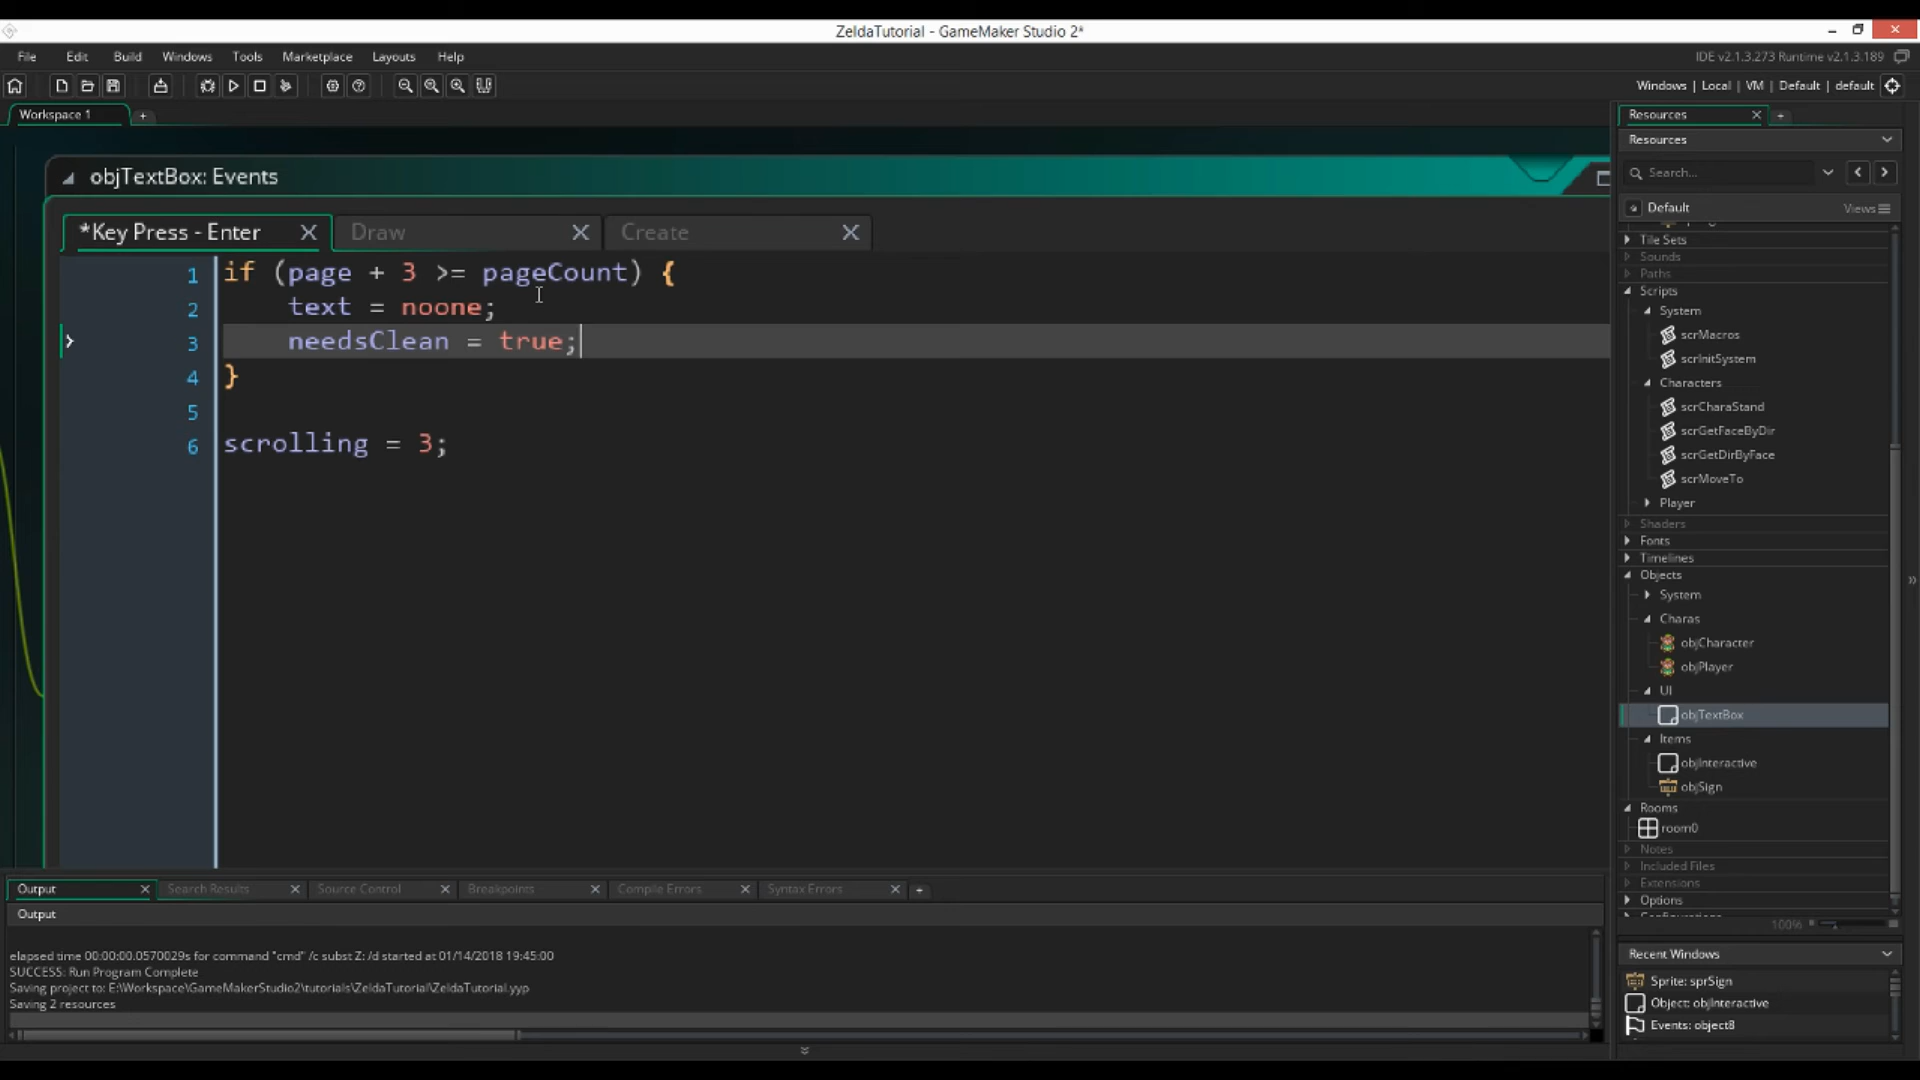 ZeldaTutorial - GameMaker Studio 2*
File Edit Build Windows Tools Marketplace Layouts Help
IDE v2.1.3.273 Runtime v2.1.3.189
Windows | Local | VM | Default | default
Workspace 1 +
objTextBox: Events
*Key Press - Enter
Draw
Create
1 if (page + 3 >= pageCount) {
2 text = noone;
3 needsClean = true;
4 }
5
6 scrolling = 3;
Resources
Resources
Search...
Default Views
Tile Sets
Sounds
Paths
Scripts
System
scrMacros
scrInitSystem
Characters
scrCharaStand
scrGetFaceByDir
scrGetDirByFace
scrMoveTo
Player
Shaders
Fonts
Timelines
Objects
System
Charas
objCharacter
objPlayer
UI
objTextBox
Items
objInteractive
objSign
Rooms
room0
Notes
Included Files
Extensions
Options
100%
Recent Windows
Sprite: sprSign
Object: objInteractive
Events: object8
Output Search Results Source Control Breakpoints Compile Errors Syntax Errors +
Output
elapsed time 00:00:00.0570029s for command "cmd" /c subst Z: /d started at 01/14/2018 19:45:00
SUCCESS: Run Program Complete
Saving project to: E:\Workspace\GameMakerStudio2\tutorials\ZeldaTutorial\ZeldaTutorial.yyp
Saving 2 resources